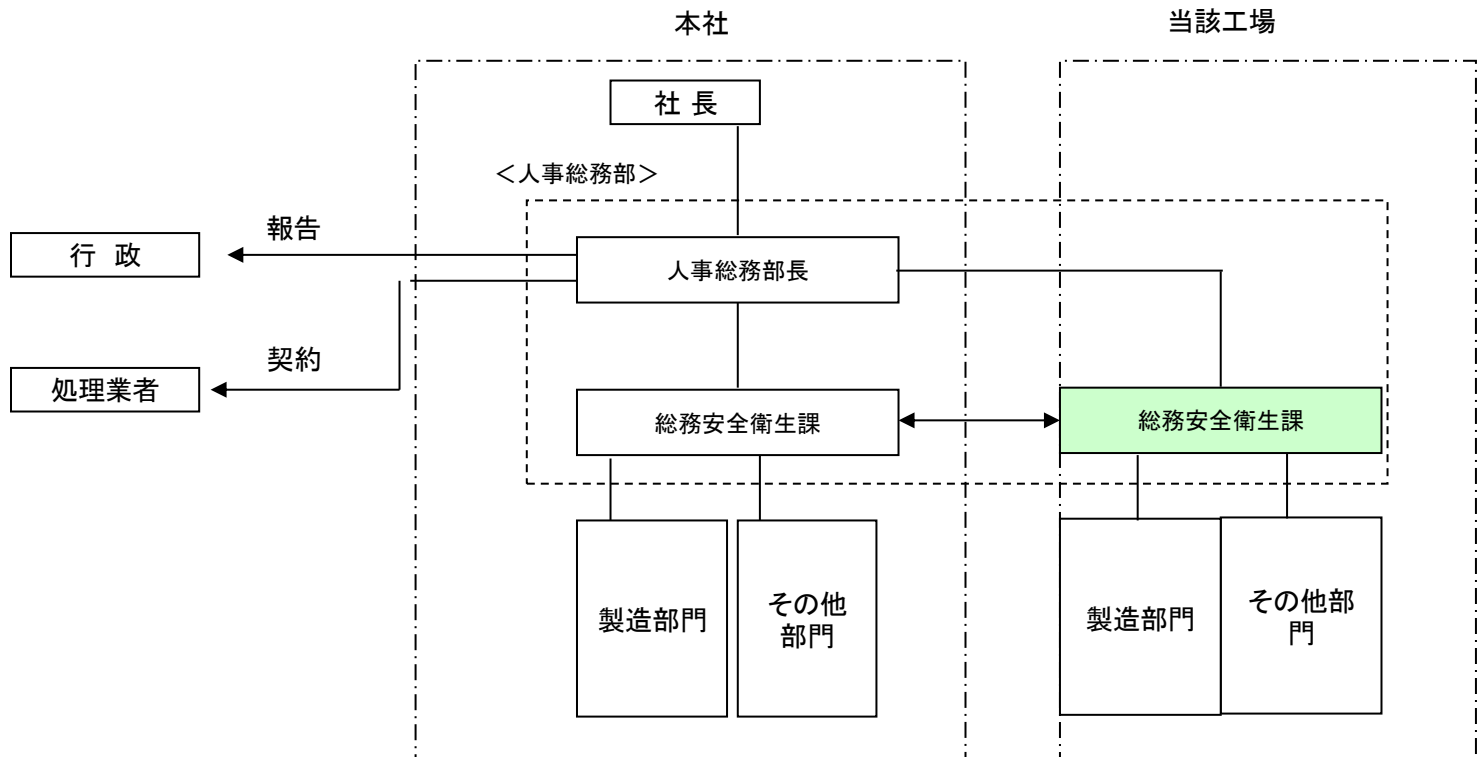 本社
当該工場
社 長
＜人事総務部＞
報告
行 政
人事総務部長
契約
処理業者
総務安全衛生課
総務安全衛生課
製造部門
その他
部門
製造部門
その他部
門